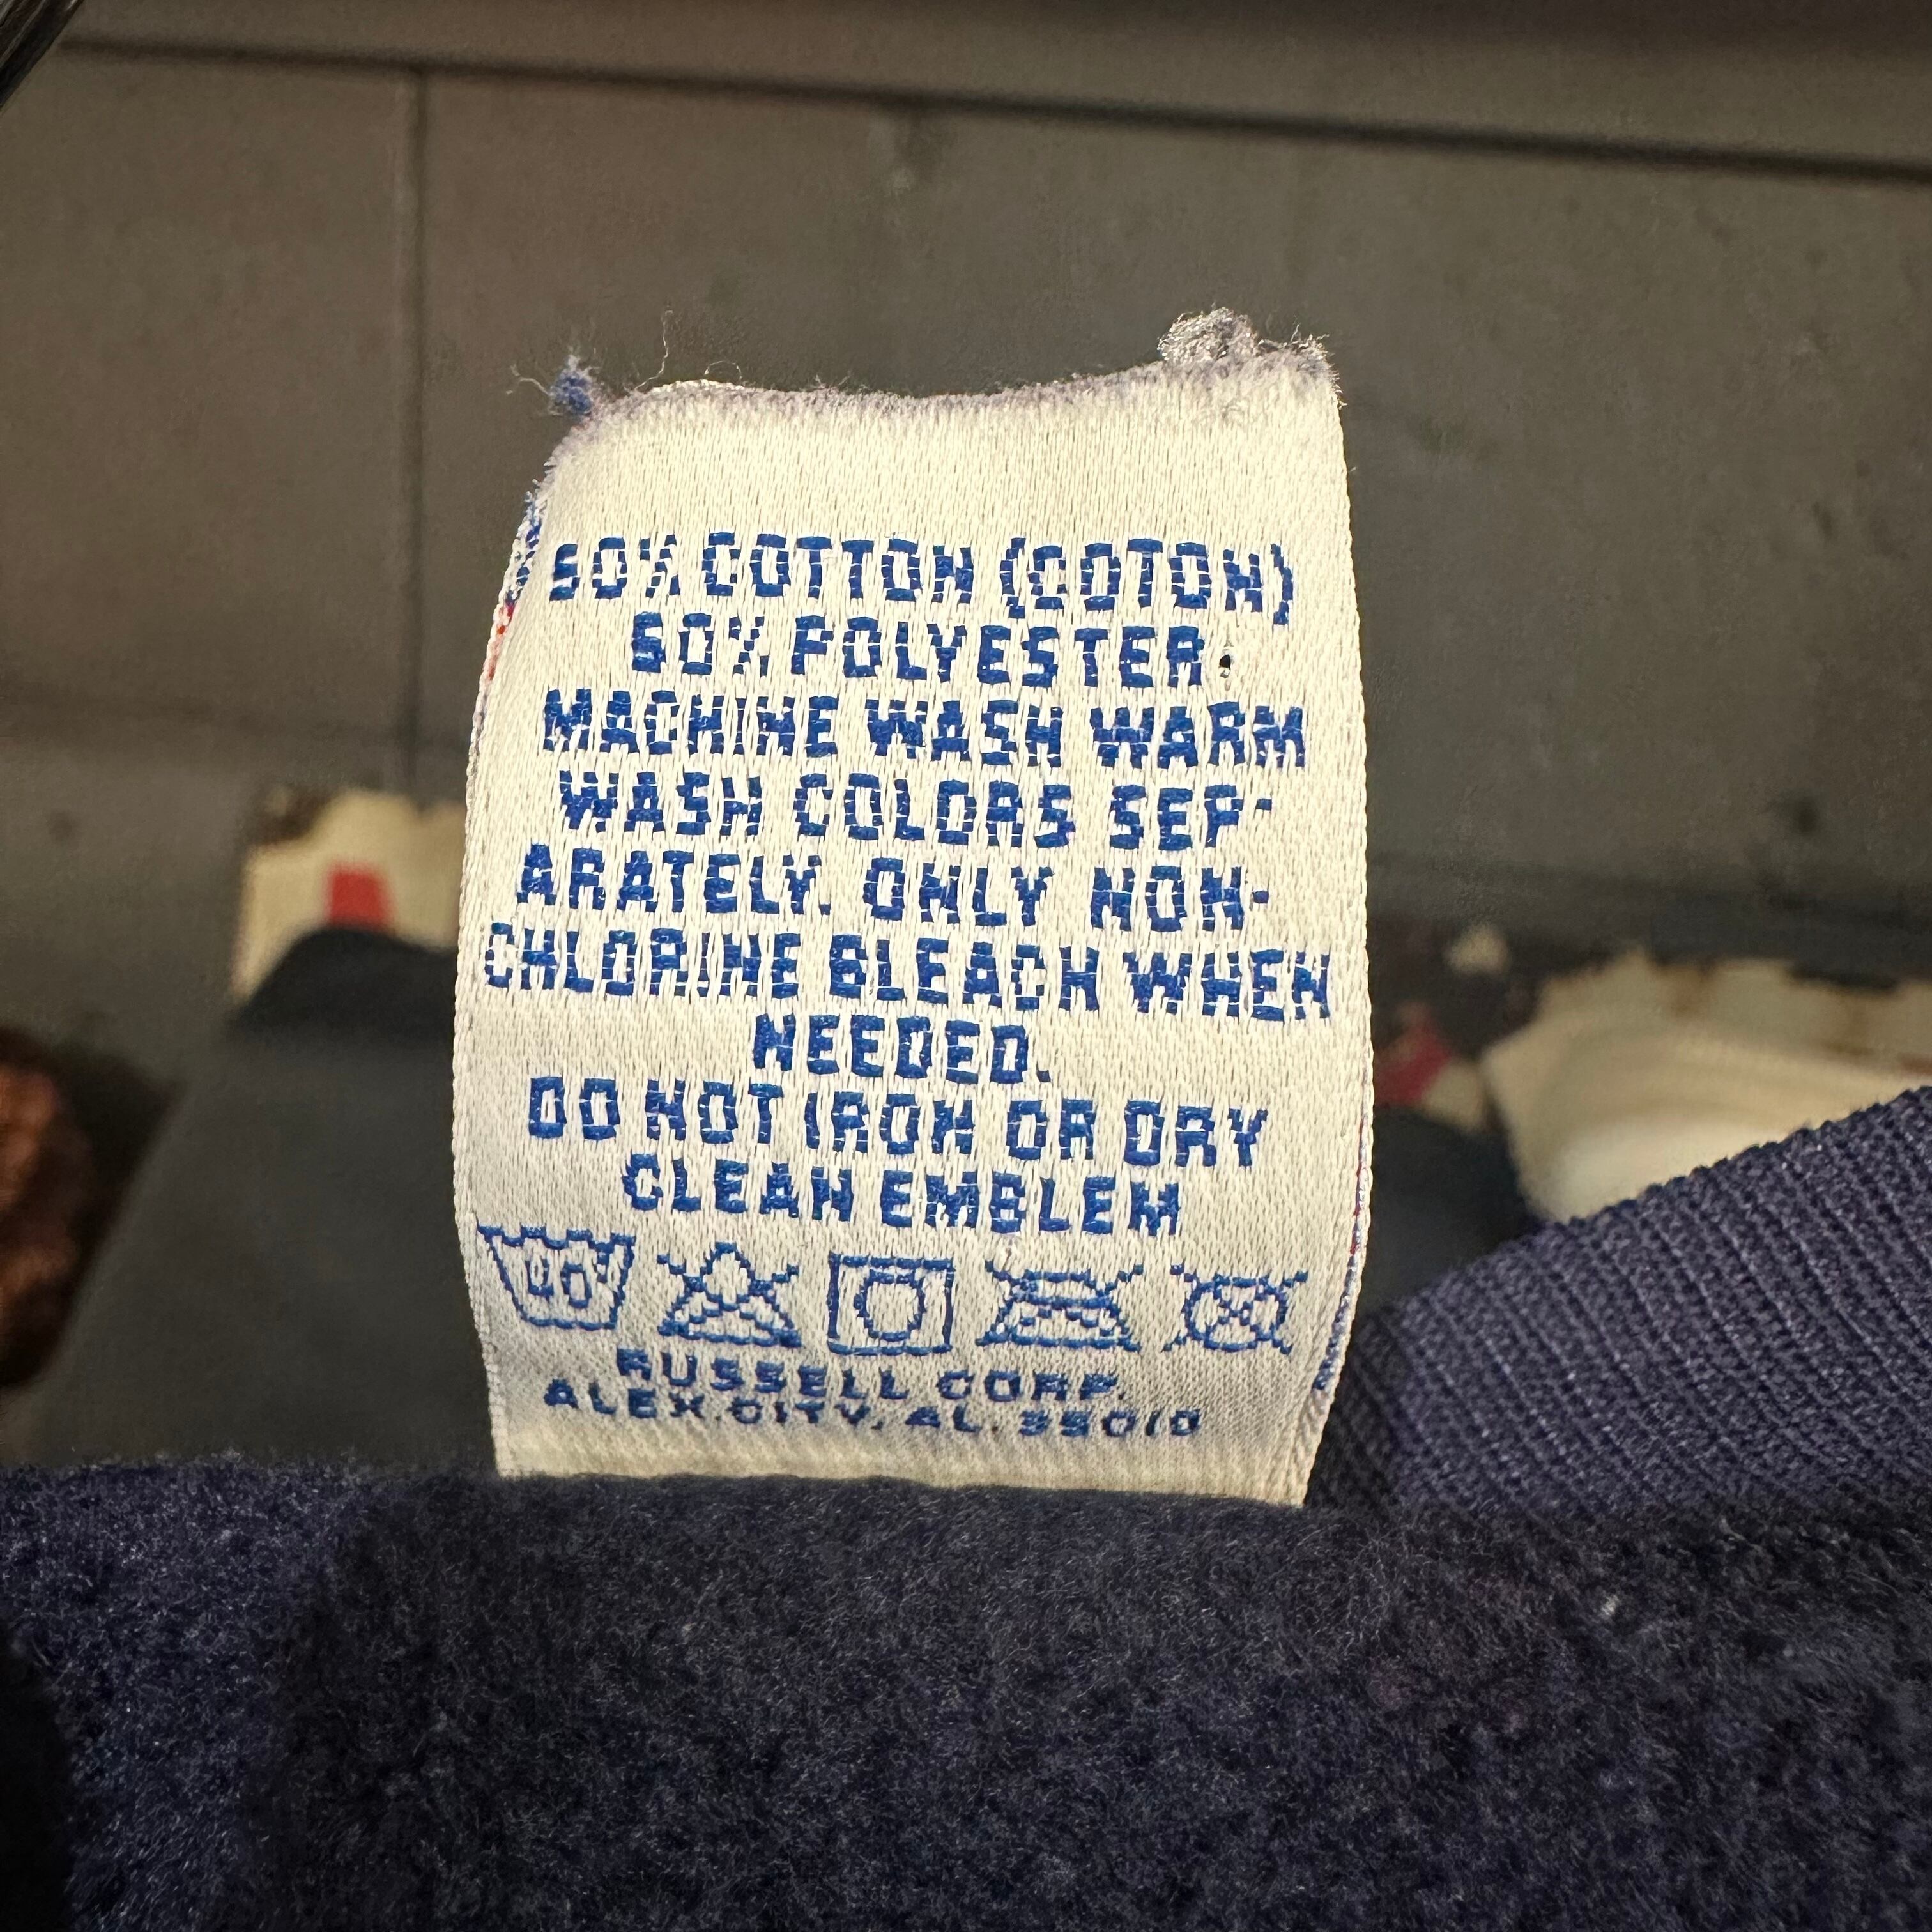 50% COTTON (COTON)
50% POLYESTER
MACHINE WASH WARM
WASH COLORS SEP-
ARATELY. ONLY NON-
CHLORINE BLEACH WHEN
NEEDED.
DO NOT IRON OR DRY
CLEAN EMBLEM
RUSSELL CORP.
ALEX.CITY, AL. 35010